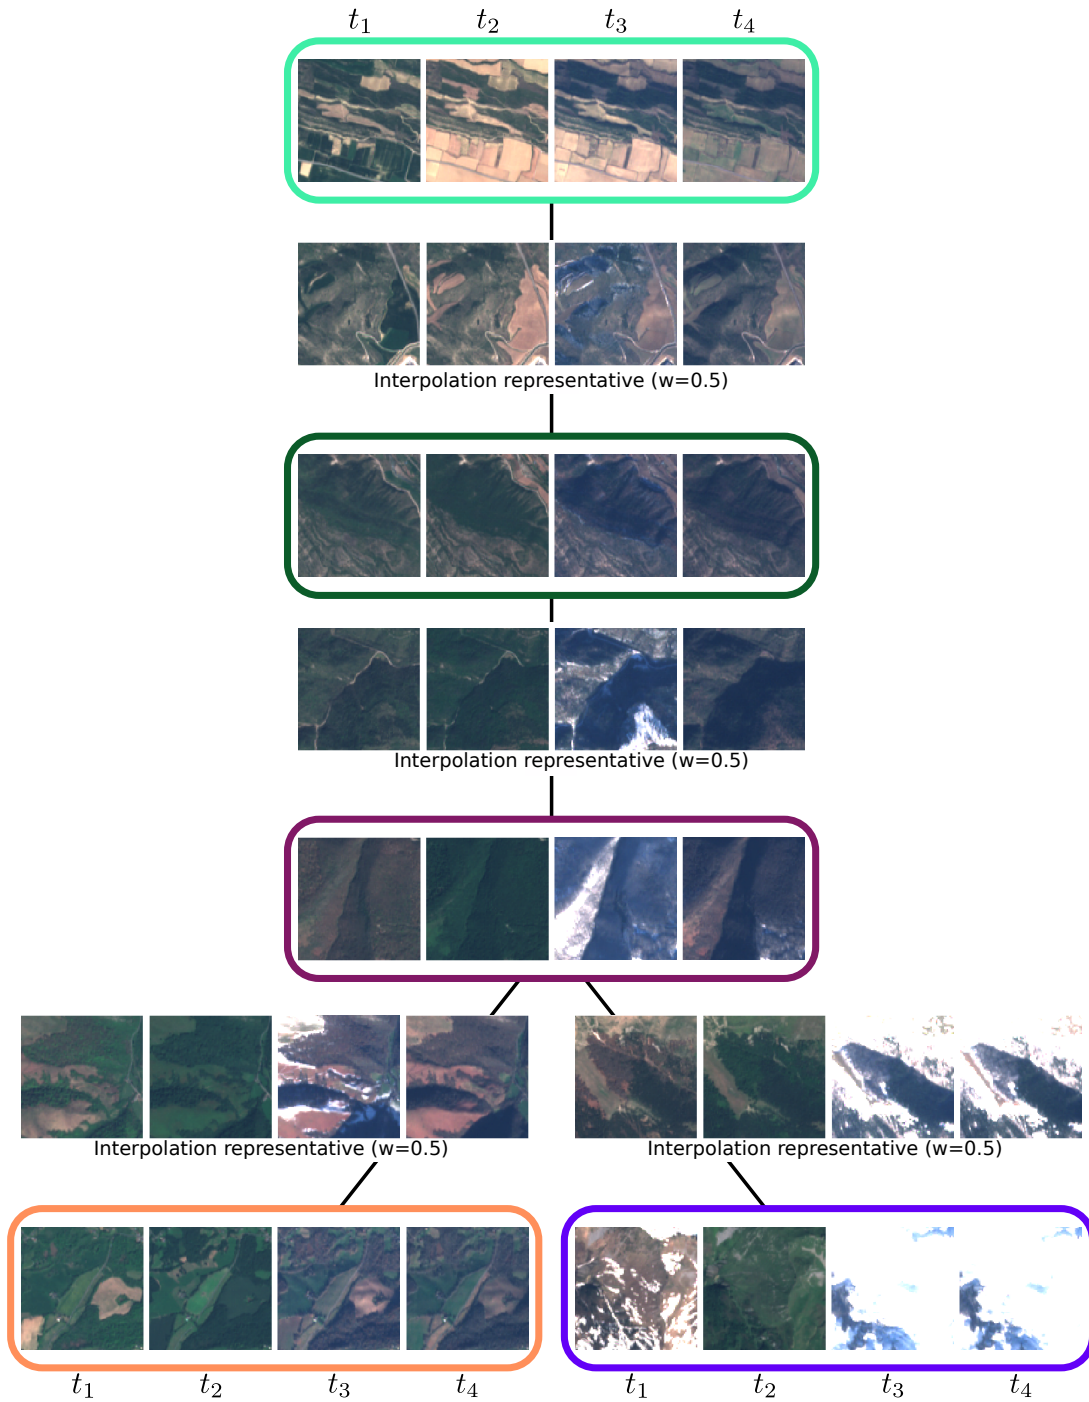 t₁ t₂ t₃ t₄
Interpolation representative (w=0.5)
Interpolation representative (w=0.5)
Interpolation representative (w=0.5) Interpolation representative (w=0.5)
t₁ t₂ t₃ t₄ t₁ t₂ t₃ t₄